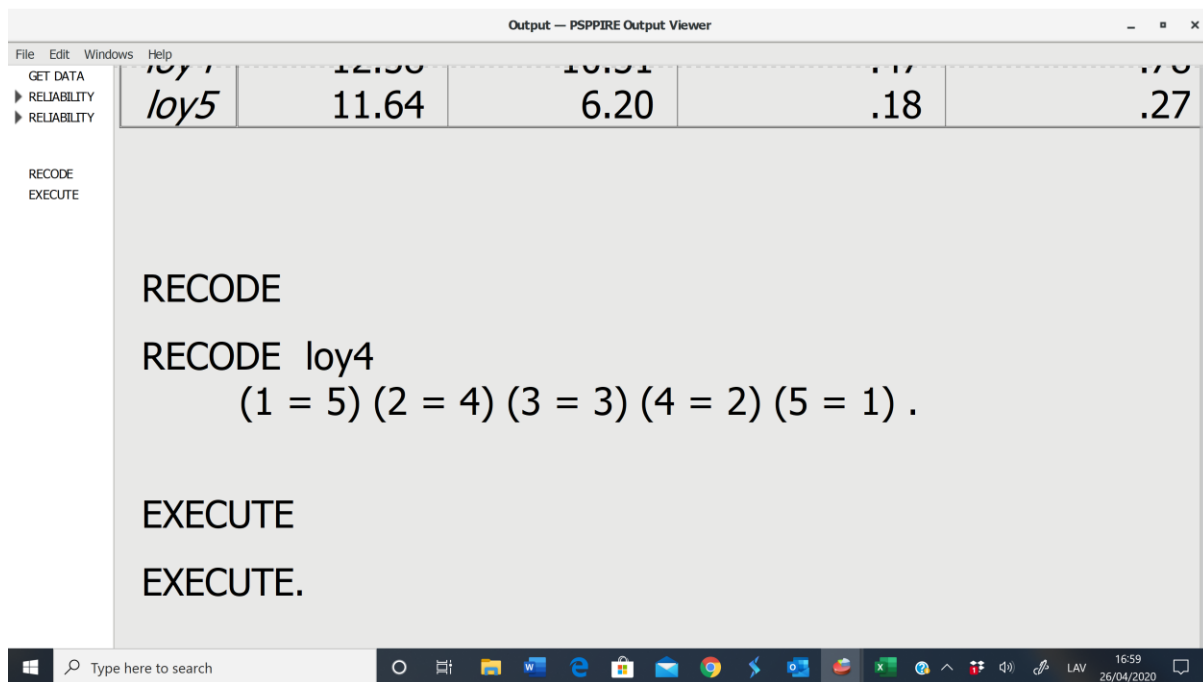 Output — PSPPIRE Output Viewer
File Edit Windows Help
GET DATA
RELIABILITY
RELIABILITY
RECODE
EXECUTE
loy5 11.64 6.20 .18 .27
RECODE
RECODE loy4
(1 = 5) (2 = 4) (3 = 3) (4 = 2) (5 = 1) .
EXECUTE
EXECUTE.
Type here to search
LAV
16:59
26/04/2020